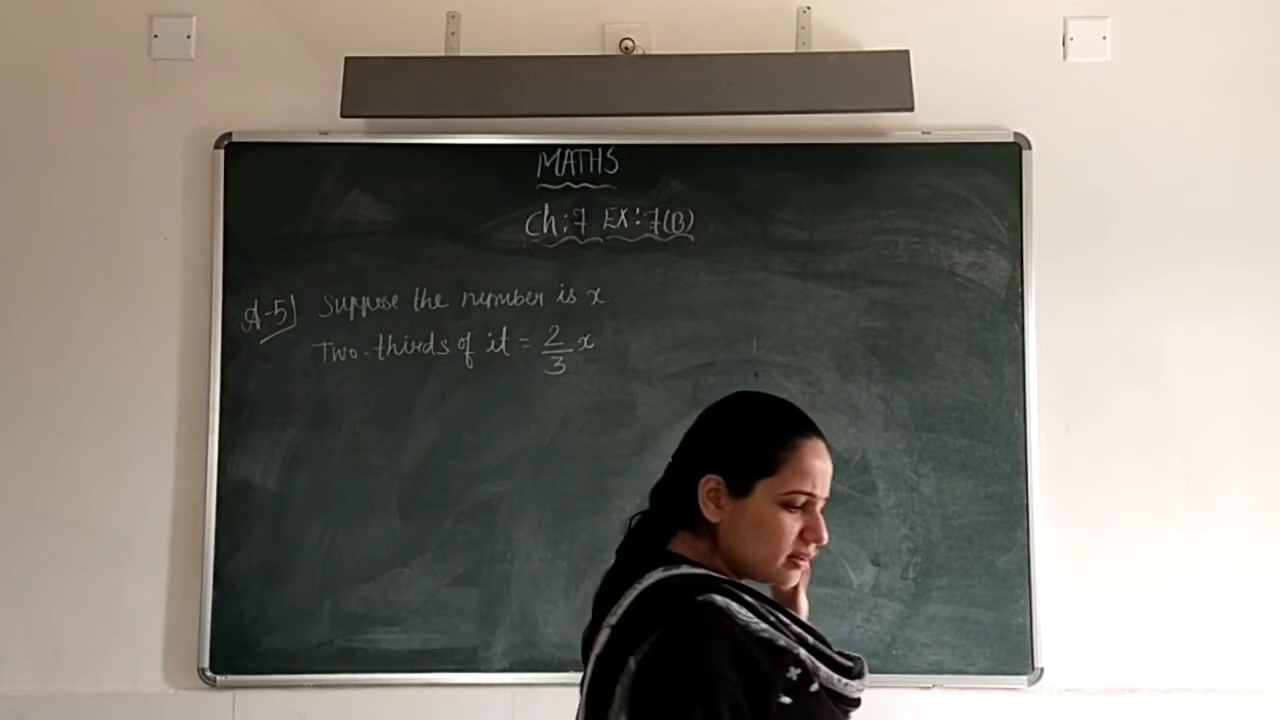 MATHS
Ch:7 EX:7(B)
A-5] Suppose the number is x.
Two-thirds of it = 2/3 x